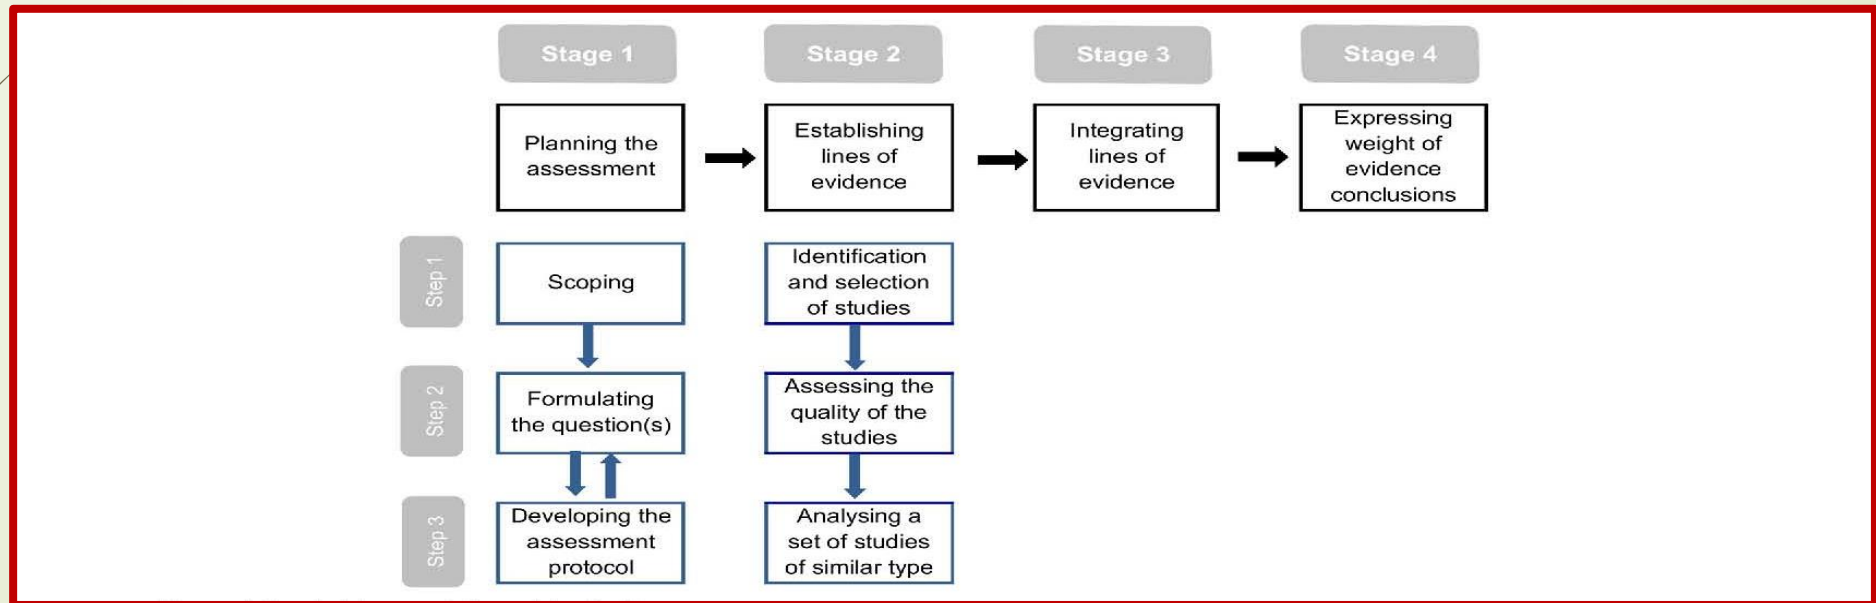 Stage 1
Stage 2
Stage 3
Stage 4
Planning the
assessment
Establishing
lines of
evidence
Integrating
lines of
evidence
Expressing
weight of
evidence
conclusions
Step 1
Scoping
Identification
and selection
of studies
Step 2
Formulating
the question(s)
Assessing the
quality of the
studies
Step 3
Developing the
assessment
protocol
Analysing a
set of studies
of similar type